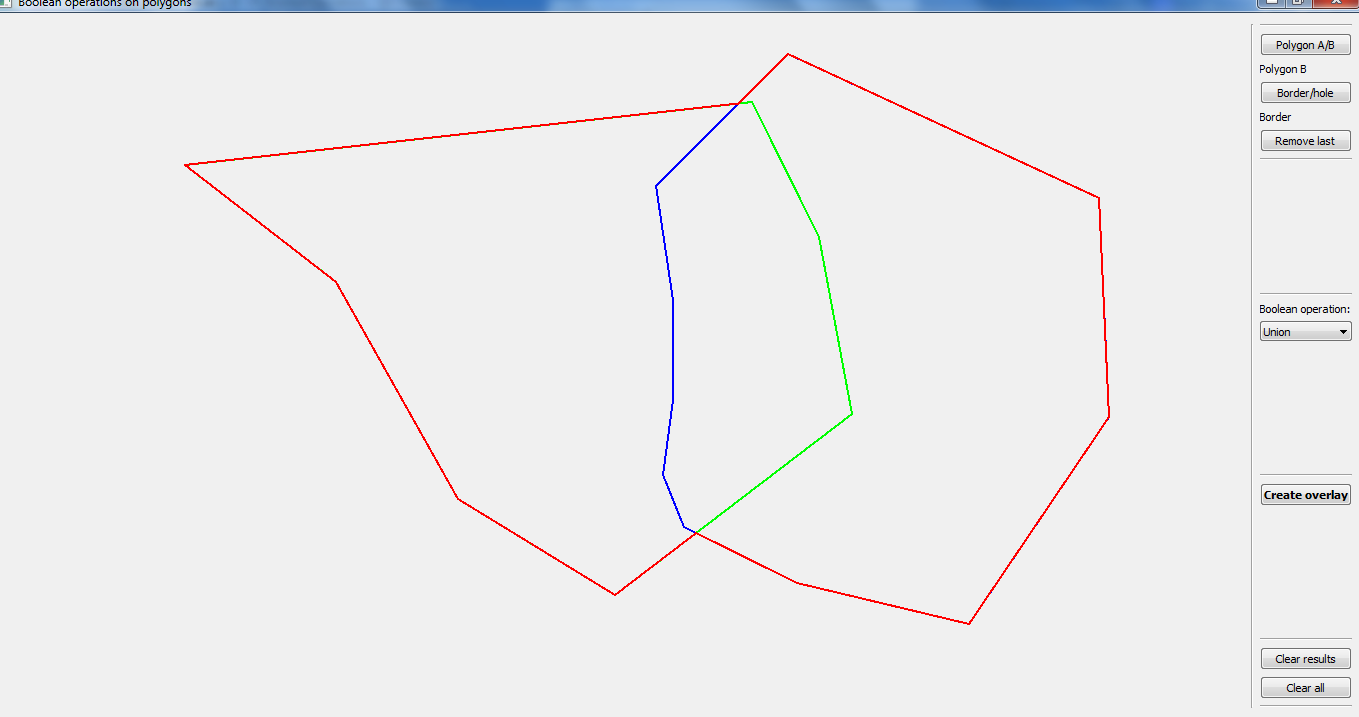 Boolean operations on polygons
Polygon A/B
Polygon B
Border/hole
Border
Remove last
Boolean operation:
Union
Create overlay
Clear results
Clear all